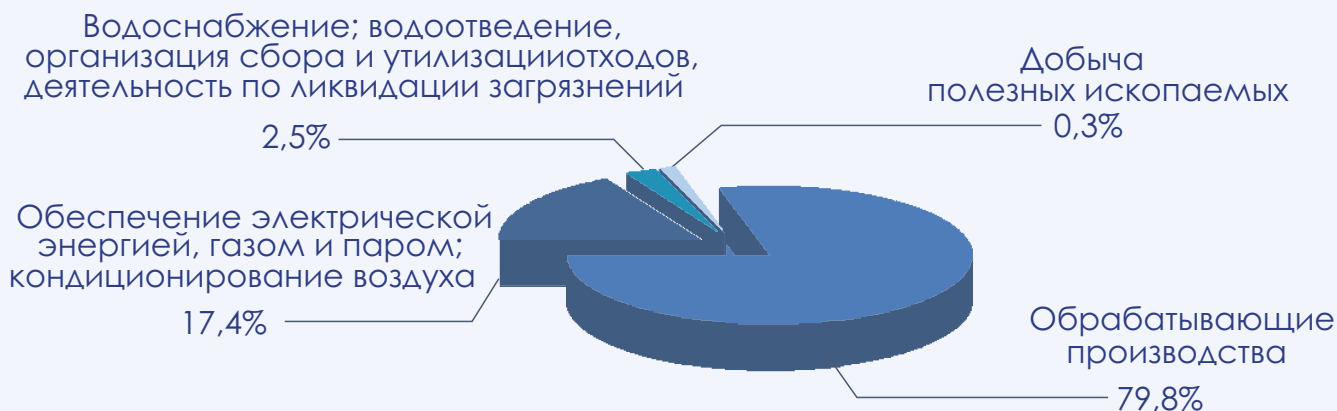 Водоснабжение; водоотведение,
организация сбора и утилизацииотходов,
деятельность по ликвидации загрязнений
2,5%
Добыча
полезных ископаемых
0,3%
Обеспечение электрической
энергией, газом и паром;
кондиционирование воздуха
17,4%
Обрабатывающие
производства
79,8%